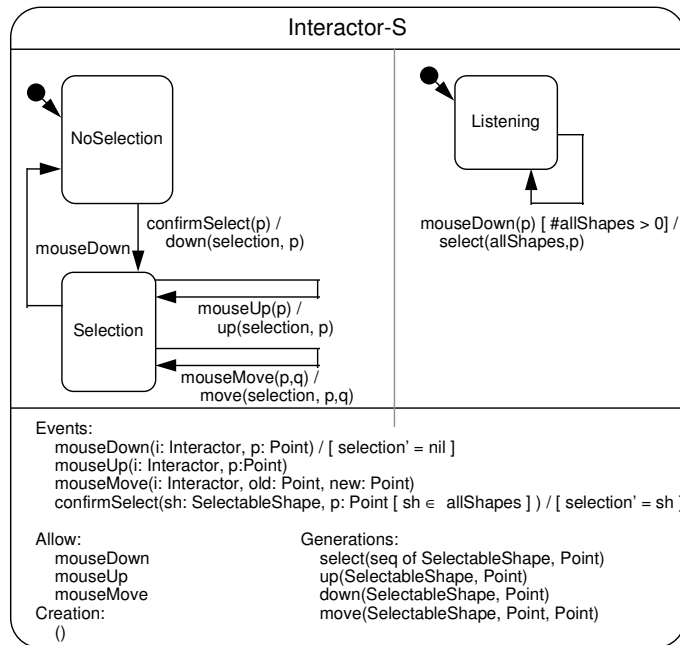 Interactor-S
NoSelection
confirmSelect(p) /
down(selection, p)
mouseDown
Selection
mouseUp(p) /
up(selection, p)
mouseMove(p,q) /
move(selection, p,q)
Listening
mouseDown(p) [ #allShapes > 0] /
select(allShapes,p)
Events:
mouseDown(i: Interactor, p: Point) / [ selection' = nil ]
mouseUp(i: Interactor, p:Point)
mouseMove(i: Interactor, old: Point, new: Point)
confirmSelect(sh: SelectableShape, p: Point [ sh ∈ allShapes ] ) / [ selection' = sh ]
Allow:
mouseDown
mouseUp
mouseMove
Creation:
()
Generations:
select(seq of SelectableShape, Point)
up(SelectableShape, Point)
down(SelectableShape, Point)
move(SelectableShape, Point, Point)